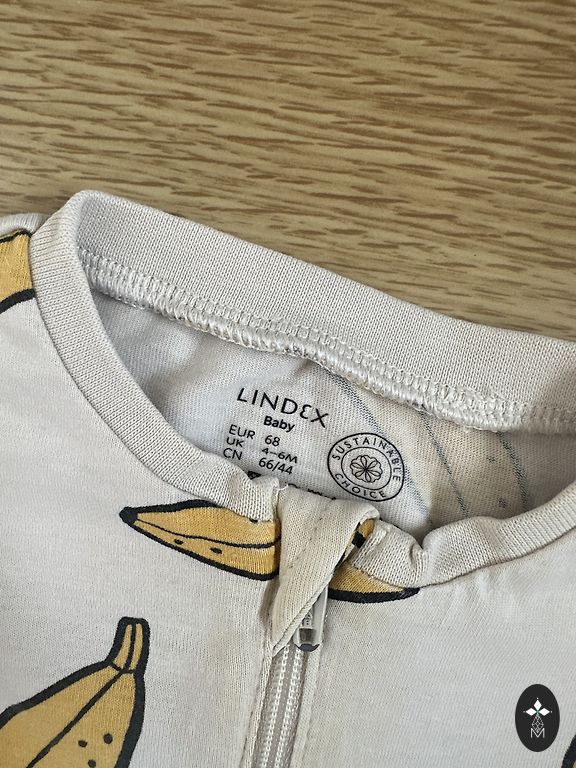 LINDEX
Baby
EUR 68
UK 4-6M
CN 66/44
SUSTAINABLE
CHOICE
M